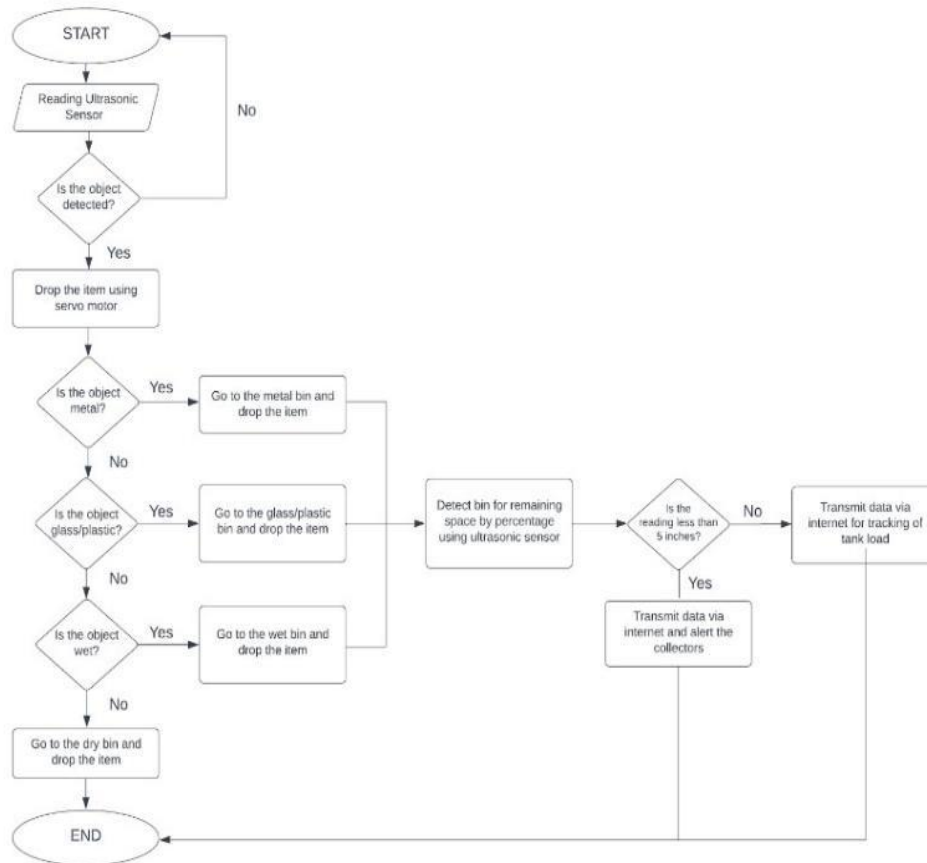 START
Reading Ultrasonic
Sensor
No
Is the object
detected?
Yes
Drop the item using
servo motor
Is the object
metal?
Yes
Go to the metal bin and
drop the item
No
Is the object
glass/plastic?
Yes
Go to the glass/plastic
bin and drop the item
Detect bin for remaining
space by percentage
using ultrasonic sensor
Is the
reading less than
5 inches?
No
Transmit data via
internet for tracking of
tank load
Yes
Transmit data via
internet and alert the
collectors
No
Is the object
wet?
Yes
Go to the wet bin and
drop the item
No
Go to the dry bin and
drop the item
END